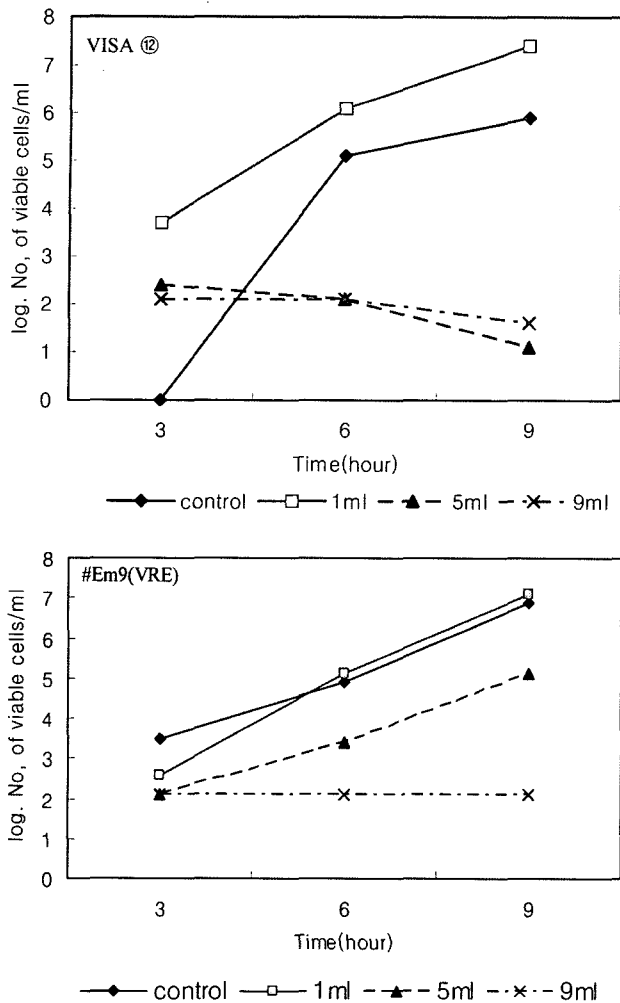 VISA ⑫
log. No, of viable cells/ml
8
7
6
5
4
3
2
1
0
3 6 9
Time(hour)
control 1ml 5ml 9ml
#Em9(VRE)
log. No, of viable cells/ml
8
7
6
5
4
3
2
1
0
3 6 9
Time(hour)
control 1ml 5ml 9ml